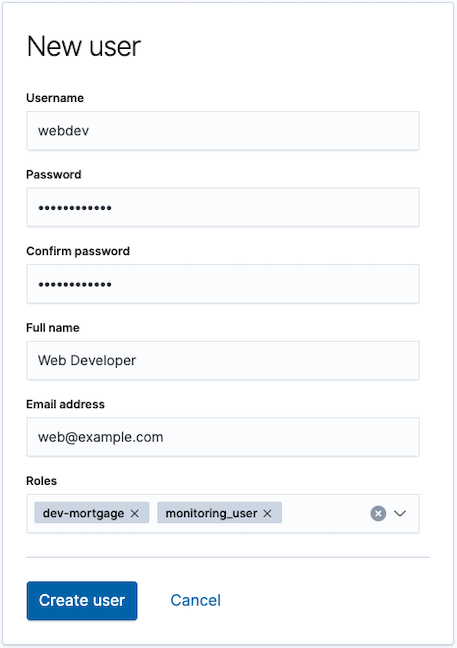 New user
Username
webdev
Password
••••••••••••
Confirm password
••••••••••••
Full name
Web Developer
Email address
web@example.com
Roles
dev-mortgage × monitoring_user ×
Create user Cancel